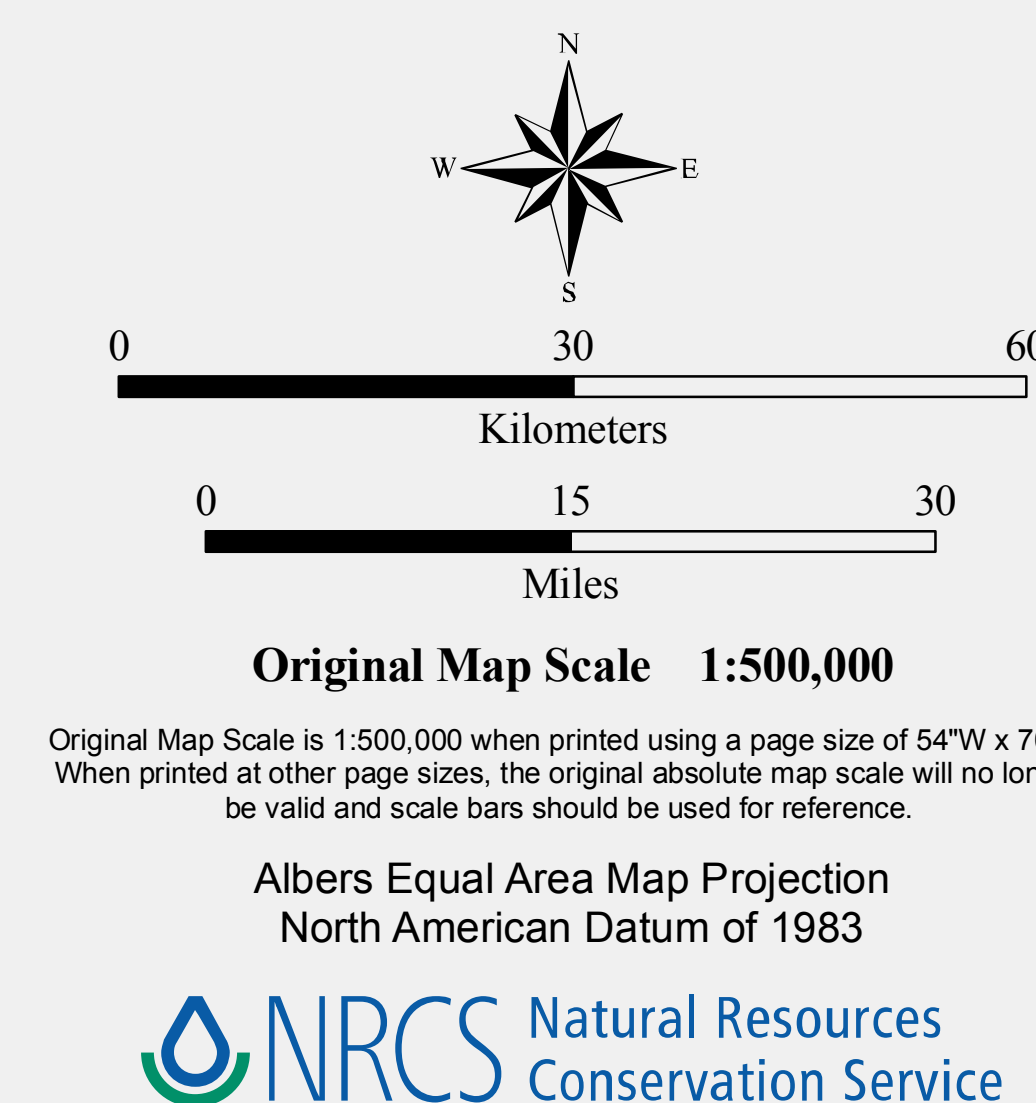 N
W E
S
0 30 60
Kilometers
0 15 30
Miles
Original Map Scale 1:500,000
Original Map Scale is 1:500,000 when printed using a page size of 54"W x
When printed at other page sizes, the original absolute map scale will no
be valid and scale bars should be used for reference.
Albers Equal Area Map Projection
North American Datum of 1983
NRCS Natural Resources
Conservation Service